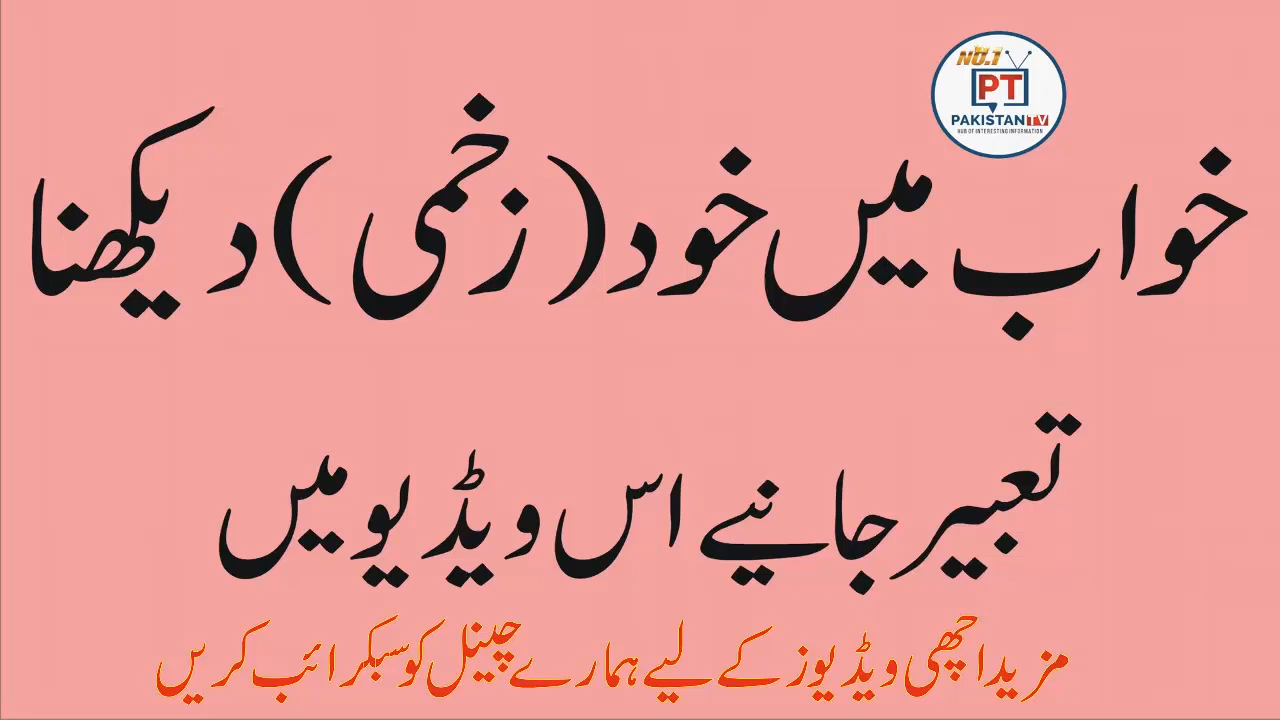 NO.1
PT
PAKISTAN TV
HUB OF INTERESTING INFORMATION
خواب میں خود (زخمی) دیکھنا
تعبیر جانیے اس ویڈیو میں
مزید اچھی ویڈیوز کے لیے ہمارے چینل کو سبکرائب کریں